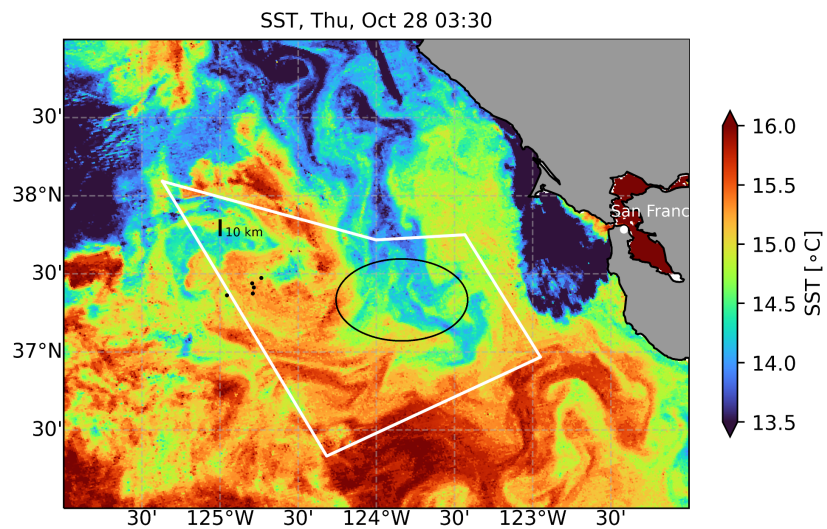 SST, Thu, Oct 28 03:30
30'
38°N
30'
37°N
30'
10 km
San Franc
30'
125°W
30'
124°W
30'
123°W
30'
16.0
15.5
15.0
14.5
14.0
13.5
SST [∘C]